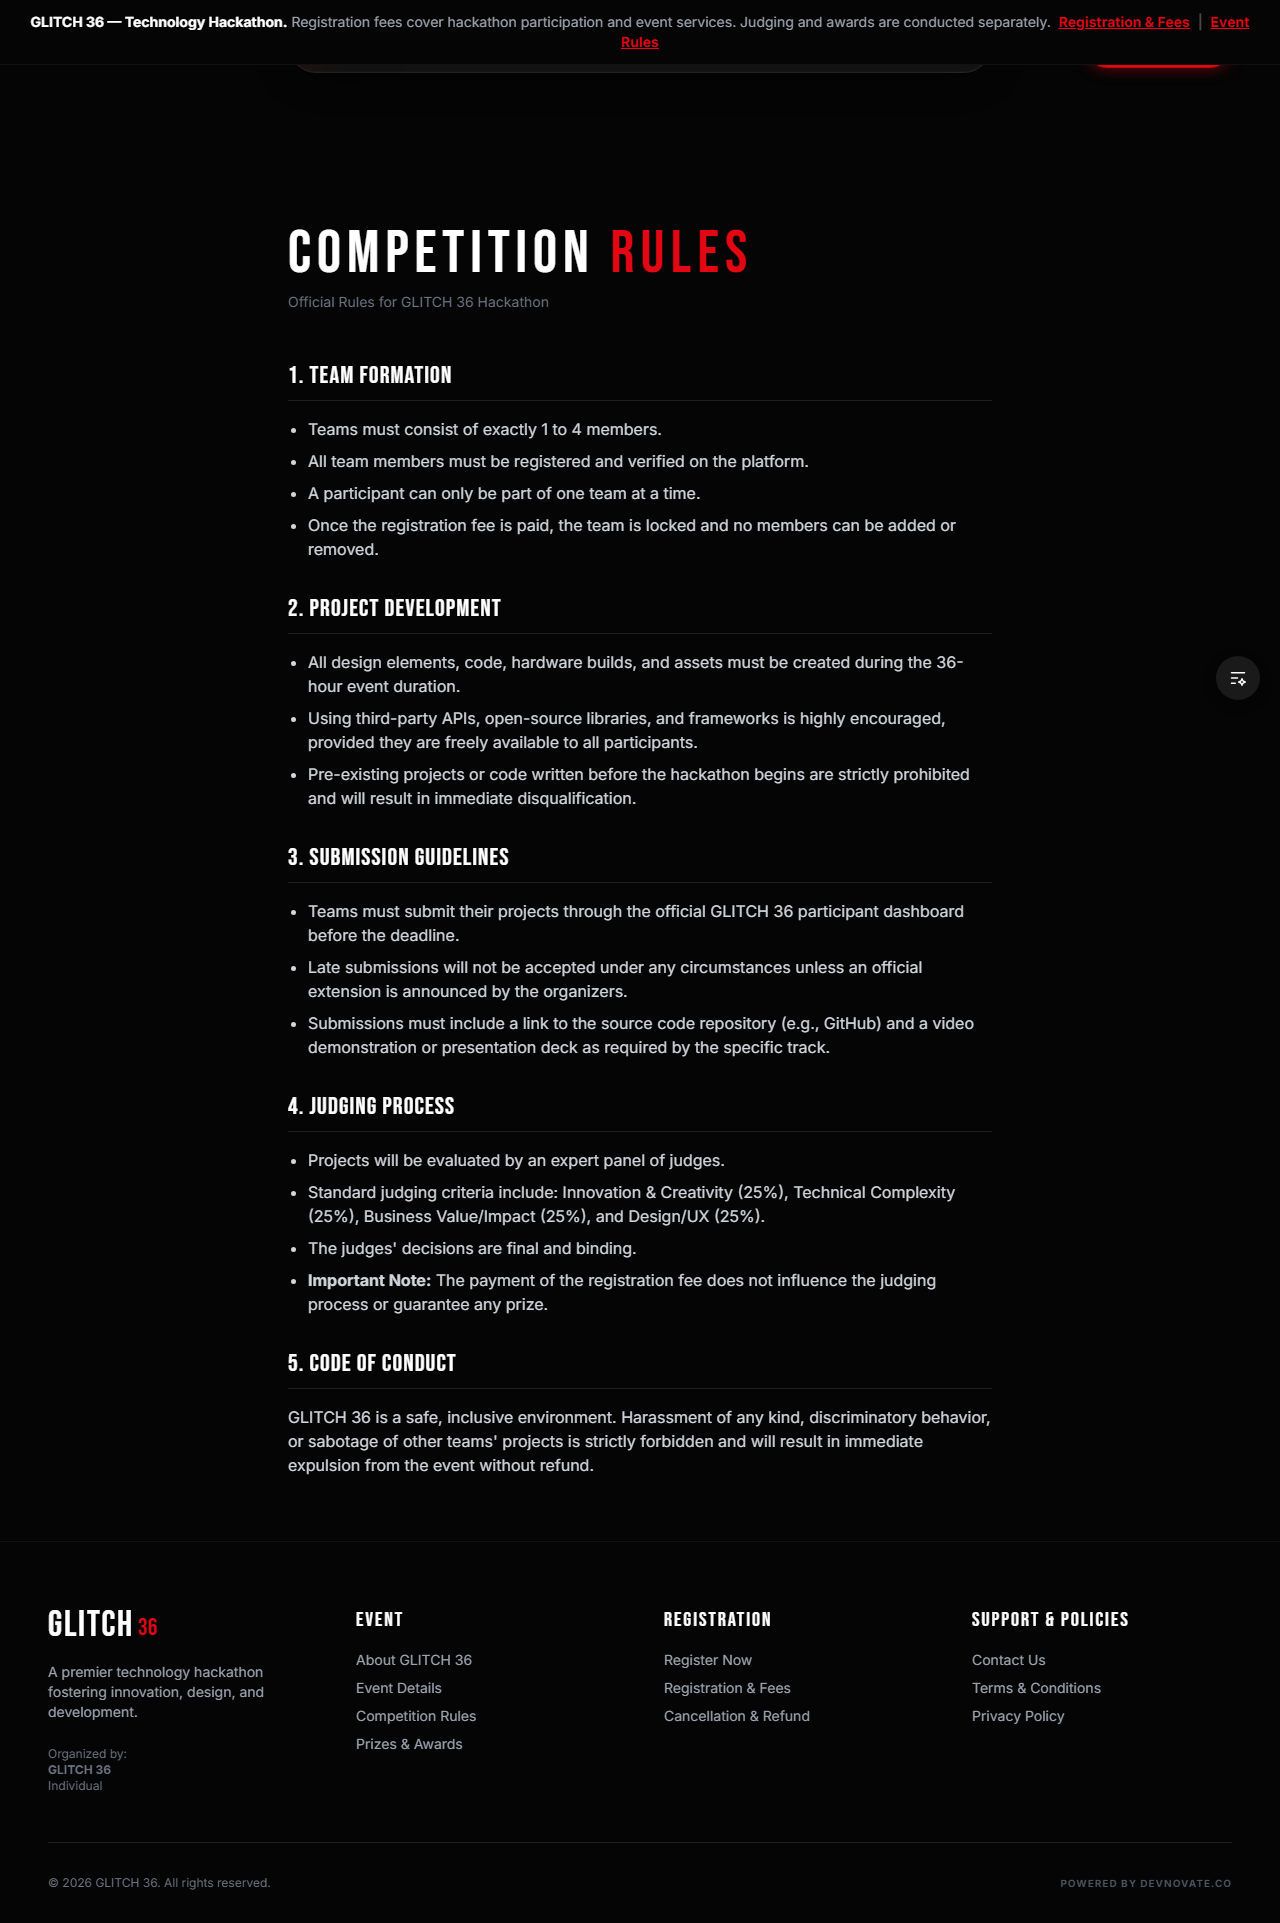 GLITCH 36 — Technology Hackathon. Registration fees cover hackathon participation and event services. Judging and awards are conducted separately. Registration & Fees | Event
Rules
COMPETITION RULES
Official Rules for GLITCH 36 Hackathon
1. TEAM FORMATION
• Teams must consist of exactly 1 to 4 members.
• All team members must be registered and verified on the platform.
• A participant can only be part of one team at a time.
• Once the registration fee is paid, the team is locked and no members can be added or
removed.
2. PROJECT DEVELOPMENT
• All design elements, code, hardware builds, and assets must be created during the 36-
hour event duration.
• Using third-party APIs, open-source libraries, and frameworks is highly encouraged,
provided they are freely available to all participants.
• Pre-existing projects or code written before the hackathon begins are strictly prohibited
and will result in immediate disqualification.
3. SUBMISSION GUIDELINES
• Teams must submit their projects through the official GLITCH 36 participant dashboard
before the deadline.
• Late submissions will not be accepted under any circumstances unless an official
extension is announced by the organizers.
• Submissions must include a link to the source code repository (e.g., GitHub) and a video
demonstration or presentation deck as required by the specific track.
4. JUDGING PROCESS
• Projects will be evaluated by an expert panel of judges.
• Standard judging criteria include: Innovation & Creativity (25%), Technical Complexity
(25%), Business Value/Impact (25%), and Design/UX (25%).
• The judges' decisions are final and binding.
• Important Note: The payment of the registration fee does not influence the judging
process or guarantee any prize.
5. CODE OF CONDUCT
GLITCH 36 is a safe, inclusive environment. Harassment of any kind, discriminatory behavior,
or sabotage of other teams' projects is strictly forbidden and will result in immediate
expulsion from the event without refund.
GLITCH 36
A premier technology hackathon
fostering innovation, design, and
development.
Organized by:
GLITCH 36
Individual
EVENT
About GLITCH 36
Event Details
Competition Rules
Prizes & Awards
REGISTRATION
Register Now
Registration & Fees
Cancellation & Refund
SUPPORT & POLICIES
Contact Us
Terms & Conditions
Privacy Policy
© 2026 GLITCH 36. All rights reserved.
POWERED BY DEVNOVATE.CO